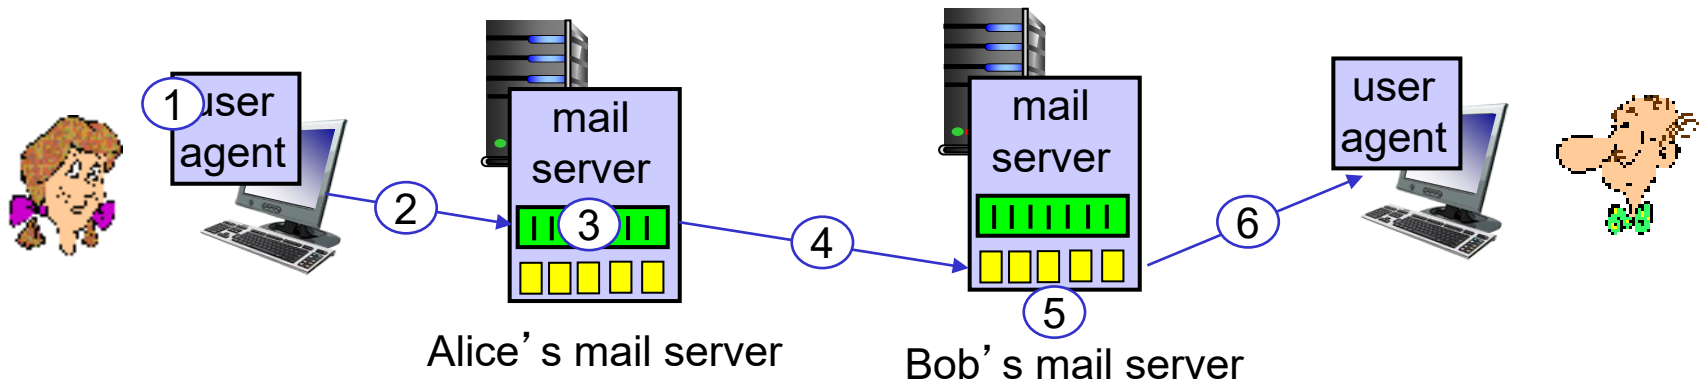 1
user
agent
2
mail
server
3
Alice’s mail server
4
mail
server
5
Bob’s mail server
6
user
agent